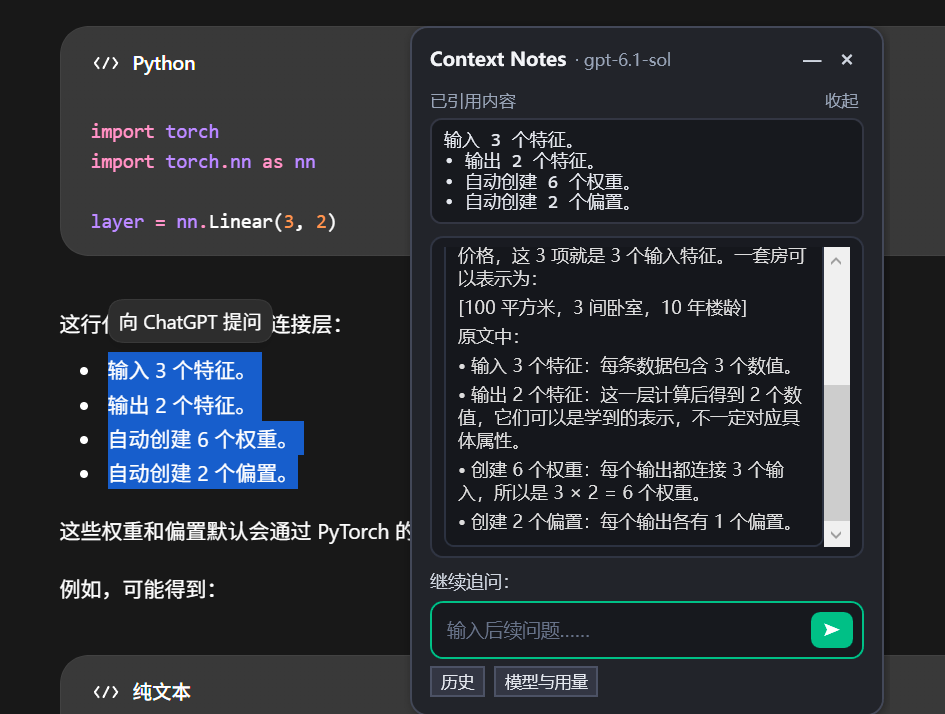 </> Python
import torch
import torch.nn as nn
layer = nn.Linear(3, 2)
这行
向 ChatGPT 提问
连接层：
• 输入 3 个特征。
• 输出 2 个特征。
• 自动创建 6 个权重。
• 自动创建 2 个偏置。
这些权重和偏置默认会通过 PyTorch 的
例如，可能得到：
</> 纯文本
Context Notes · gpt-6.1-sol
— ×
已引用内容
收起
输入 3 个特征。
• 输出 2 个特征。
• 自动创建 6 个权重。
• 自动创建 2 个偏置。
价格，这 3 项就是 3 个输入特征。一套房可
以表示为：
[100 平方米，3 间卧室，10 年楼龄]
原文中：
• 输入 3 个特征：每条数据包含 3 个数值。
• 输出 2 个特征：这一层计算后得到 2 个数
值，它们可以是学到的表示，不一定对应具
体属性。
• 创建 6 个权重：每个输出都连接 3 个输
入，所以是 3 × 2 = 6 个权重。
• 创建 2 个偏置：每个输出各有 1 个偏置。
继续追问：
输入后续问题……
历史
模型与用量